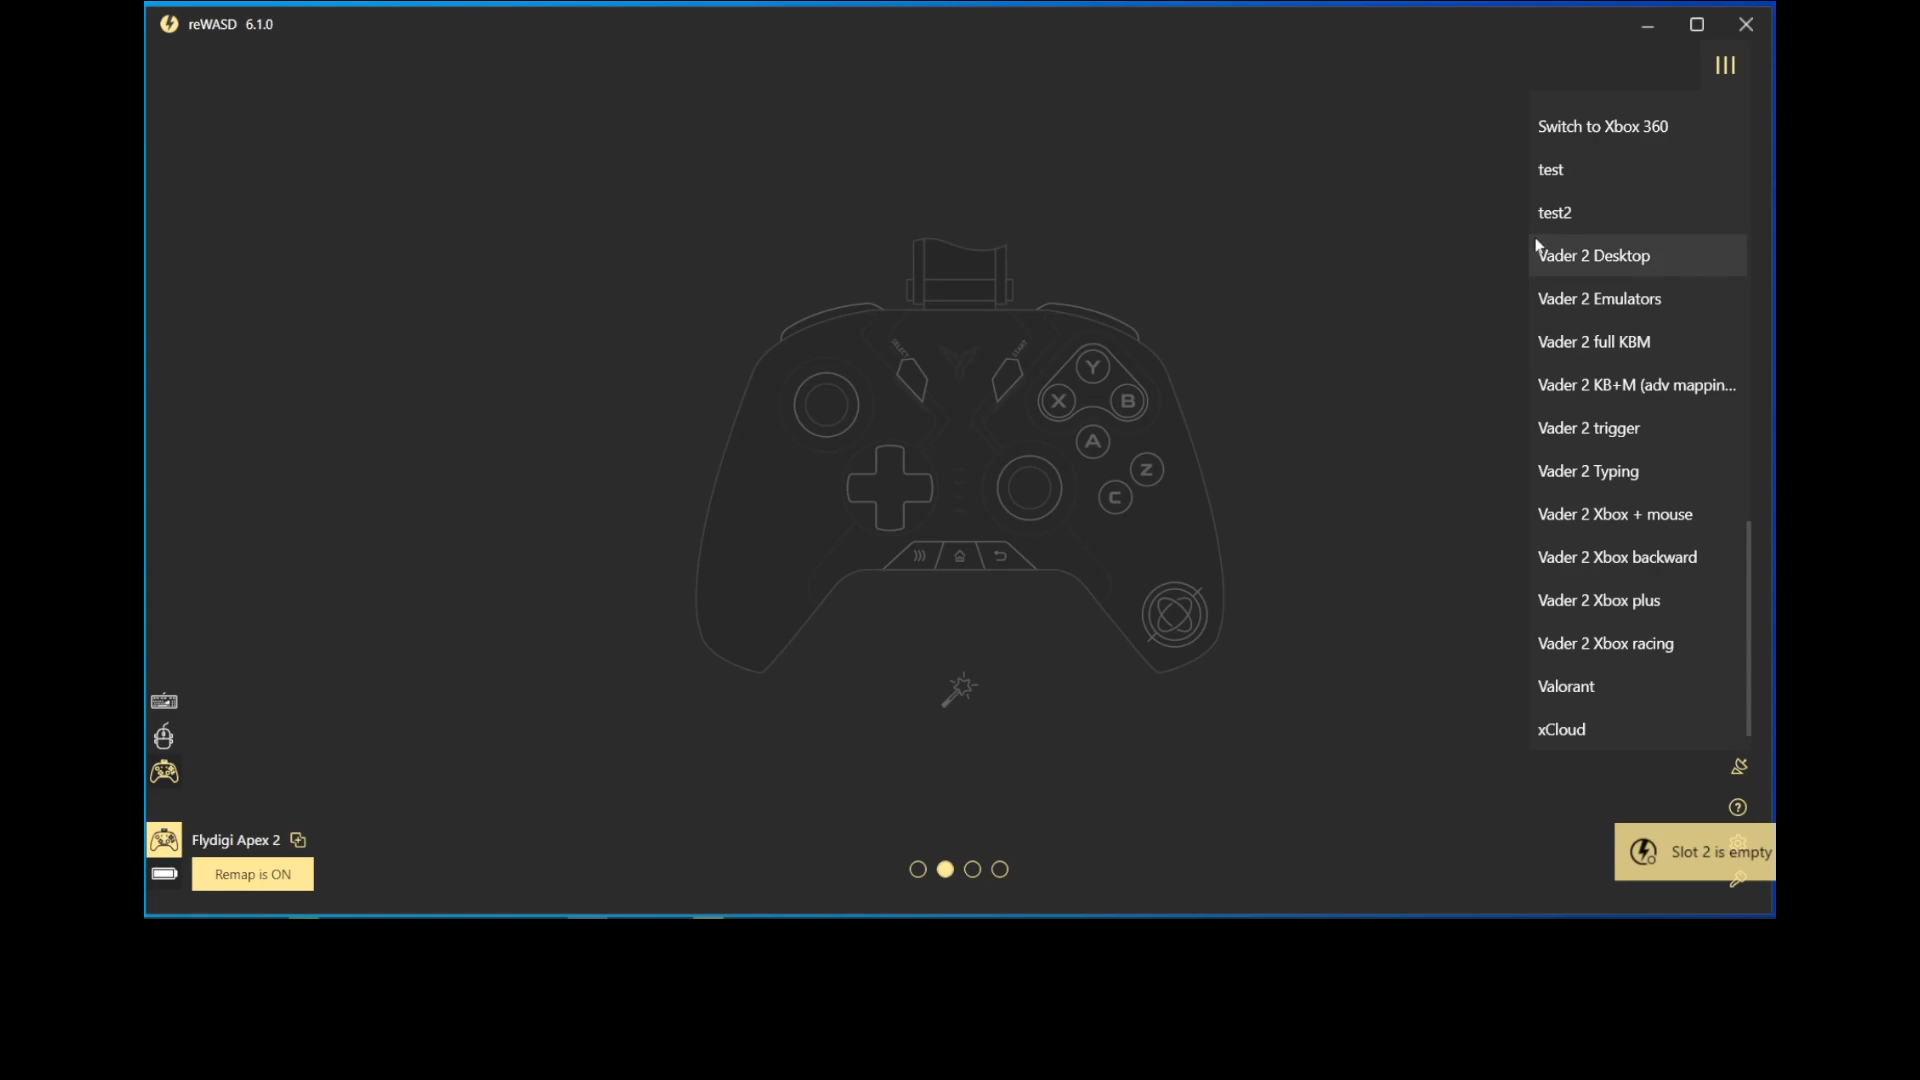 reWASD 6.1.0
Switch to Xbox 360
test
test2
Vader 2 Desktop
Vader 2 Emulators
Vader 2 full KBM
Vader 2 KB+M (adv mappin...
Vader 2 trigger
Vader 2 Typing
Vader 2 Xbox + mouse
Vader 2 Xbox backward
Vader 2 Xbox plus
Vader 2 Xbox racing
Valorant
xCloud
SELECT
START
Y
X
B
A
Z
C
Flydigi Apex 2
Remap is ON
Slot 2 is empty